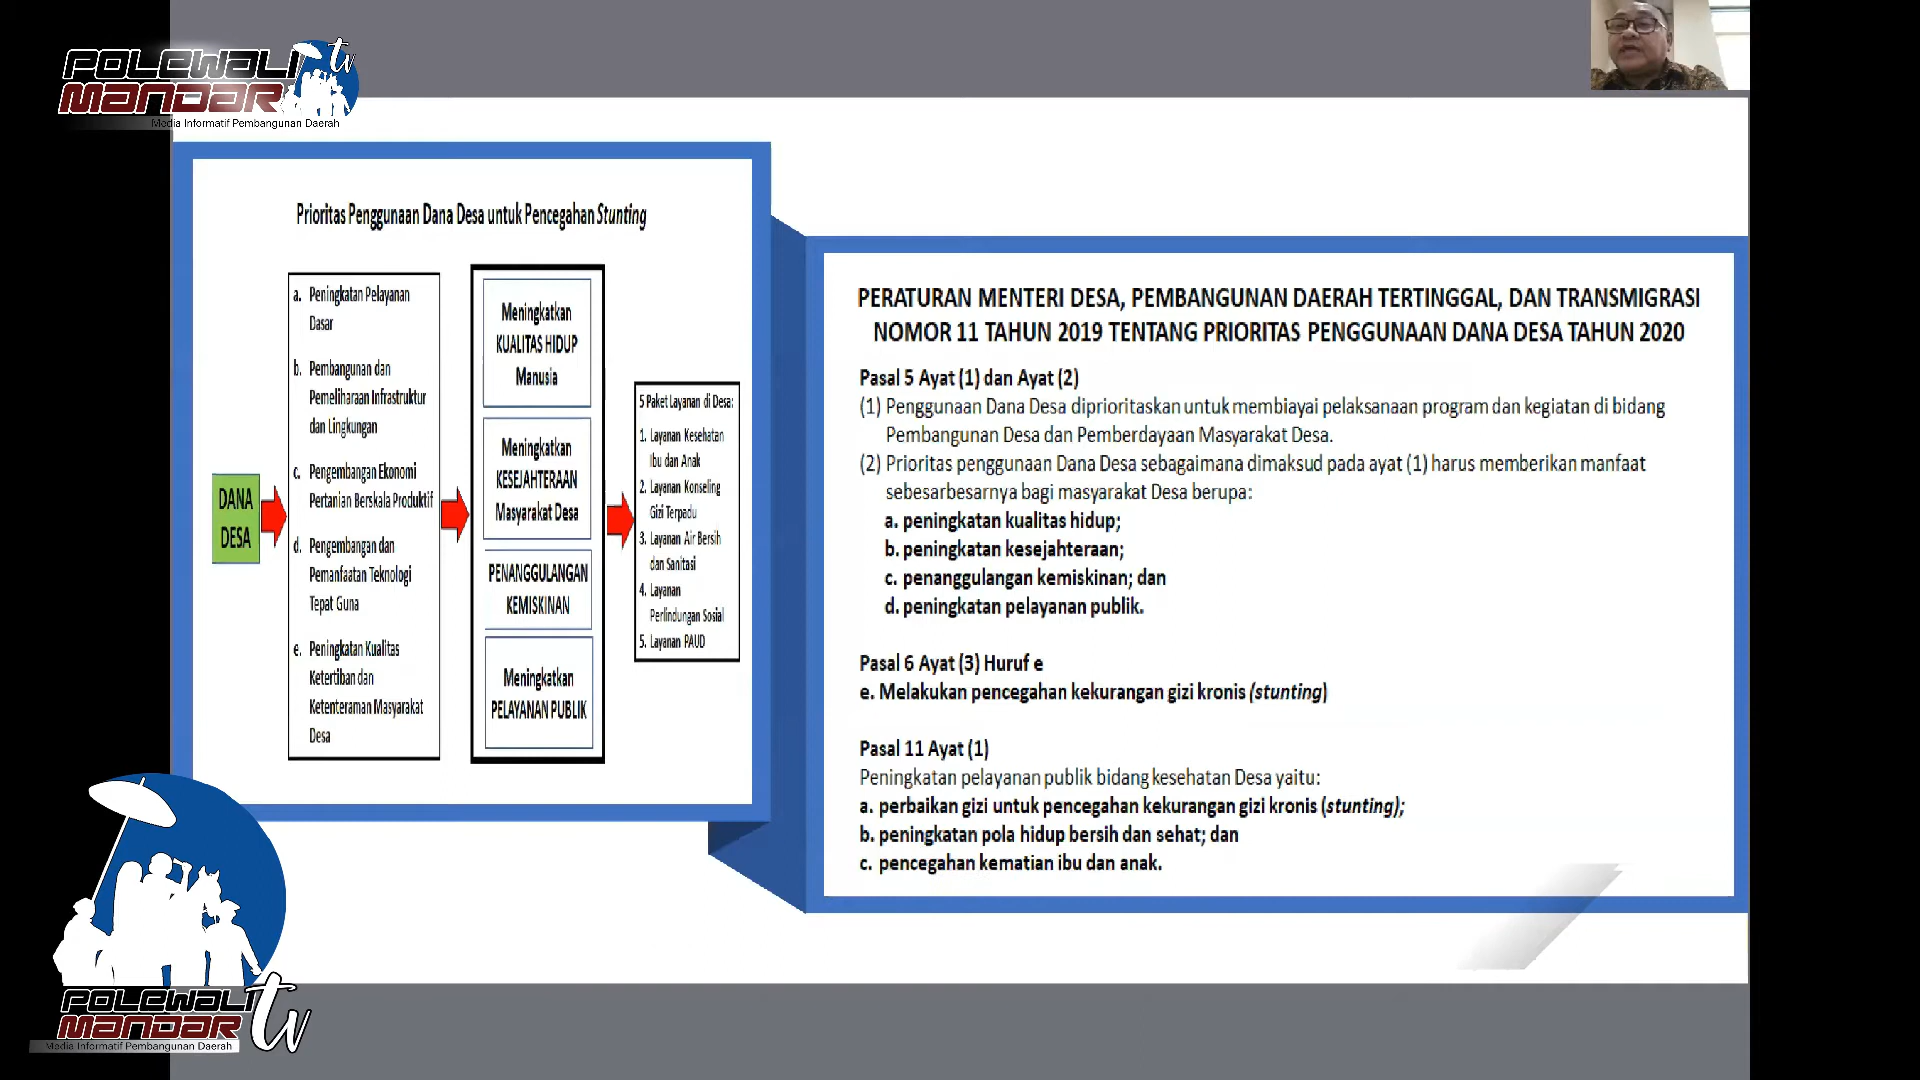 POLEWALI tv
MANDAR
Media Informatif Pembangunan Daerah
Prioritas Penggunaan Dana Desa untuk Pencegahan Stunting
DANA
DESA
a. Peningkatan Pelayanan
Dasar
b. Pembangunan dan
Pemeliharaan Infrastruktur
dan Lingkungan
c. Pengembangan Ekonomi
Pertanian Berskala Produktif
d. Pengembangan dan
Pemanfaatan Teknologi
Tepat Guna
e. Peningkatan Kualitas
Ketertiban dan
Ketenteraman Masyarakat
Desa
Meningkatkan
KUALITAS HIDUP
Manusia
Meningkatkan
KESEJAHTERAAN
Masyarakat Desa
PENANGGULANGAN
KEMISKINAN
Meningkatkan
PELAYANAN PUBLIK
5 Paket Layanan di Desa:
1. Layanan Kesehatan
Ibu dan Anak
2. Layanan Konseling
Gizi Terpadu
3. Layanan Air Bersih
dan Sanitasi
4. Layanan
Perlindungan Sosial
5. Layanan PAUD
PERATURAN MENTERI DESA, PEMBANGUNAN DAERAH TERTINGGAL, DAN TRANSMIGRASI
NOMOR 11 TAHUN 2019 TENTANG PRIORITAS PENGGUNAAN DANA DESA TAHUN 2020
Pasal 5 Ayat (1) dan Ayat (2)
(1) Penggunaan Dana Desa diprioritaskan untuk membiayai pelaksanaan program dan kegiatan di bidang
Pembangunan Desa dan Pemberdayaan Masyarakat Desa.
(2) Prioritas penggunaan Dana Desa sebagaimana dimaksud pada ayat (1) harus memberikan manfaat
sebesarbesarnya bagi masyarakat Desa berupa:
a. peningkatan kualitas hidup;
b. peningkatan kesejahteraan;
c. penanggulangan kemiskinan; dan
d. peningkatan pelayanan publik.
Pasal 6 Ayat (3) Huruf e
e. Melakukan pencegahan kekurangan gizi kronis (stunting)
Pasal 11 Ayat (1)
Peningkatan pelayanan publik bidang kesehatan Desa yaitu:
a. perbaikan gizi untuk pencegahan kekurangan gizi kronis (stunting);
b. peningkatan pola hidup bersih dan sehat; dan
c. pencegahan kematian ibu dan anak.
POLEWALI
MANDAR tv
Media Informatif Pembangunan Daerah